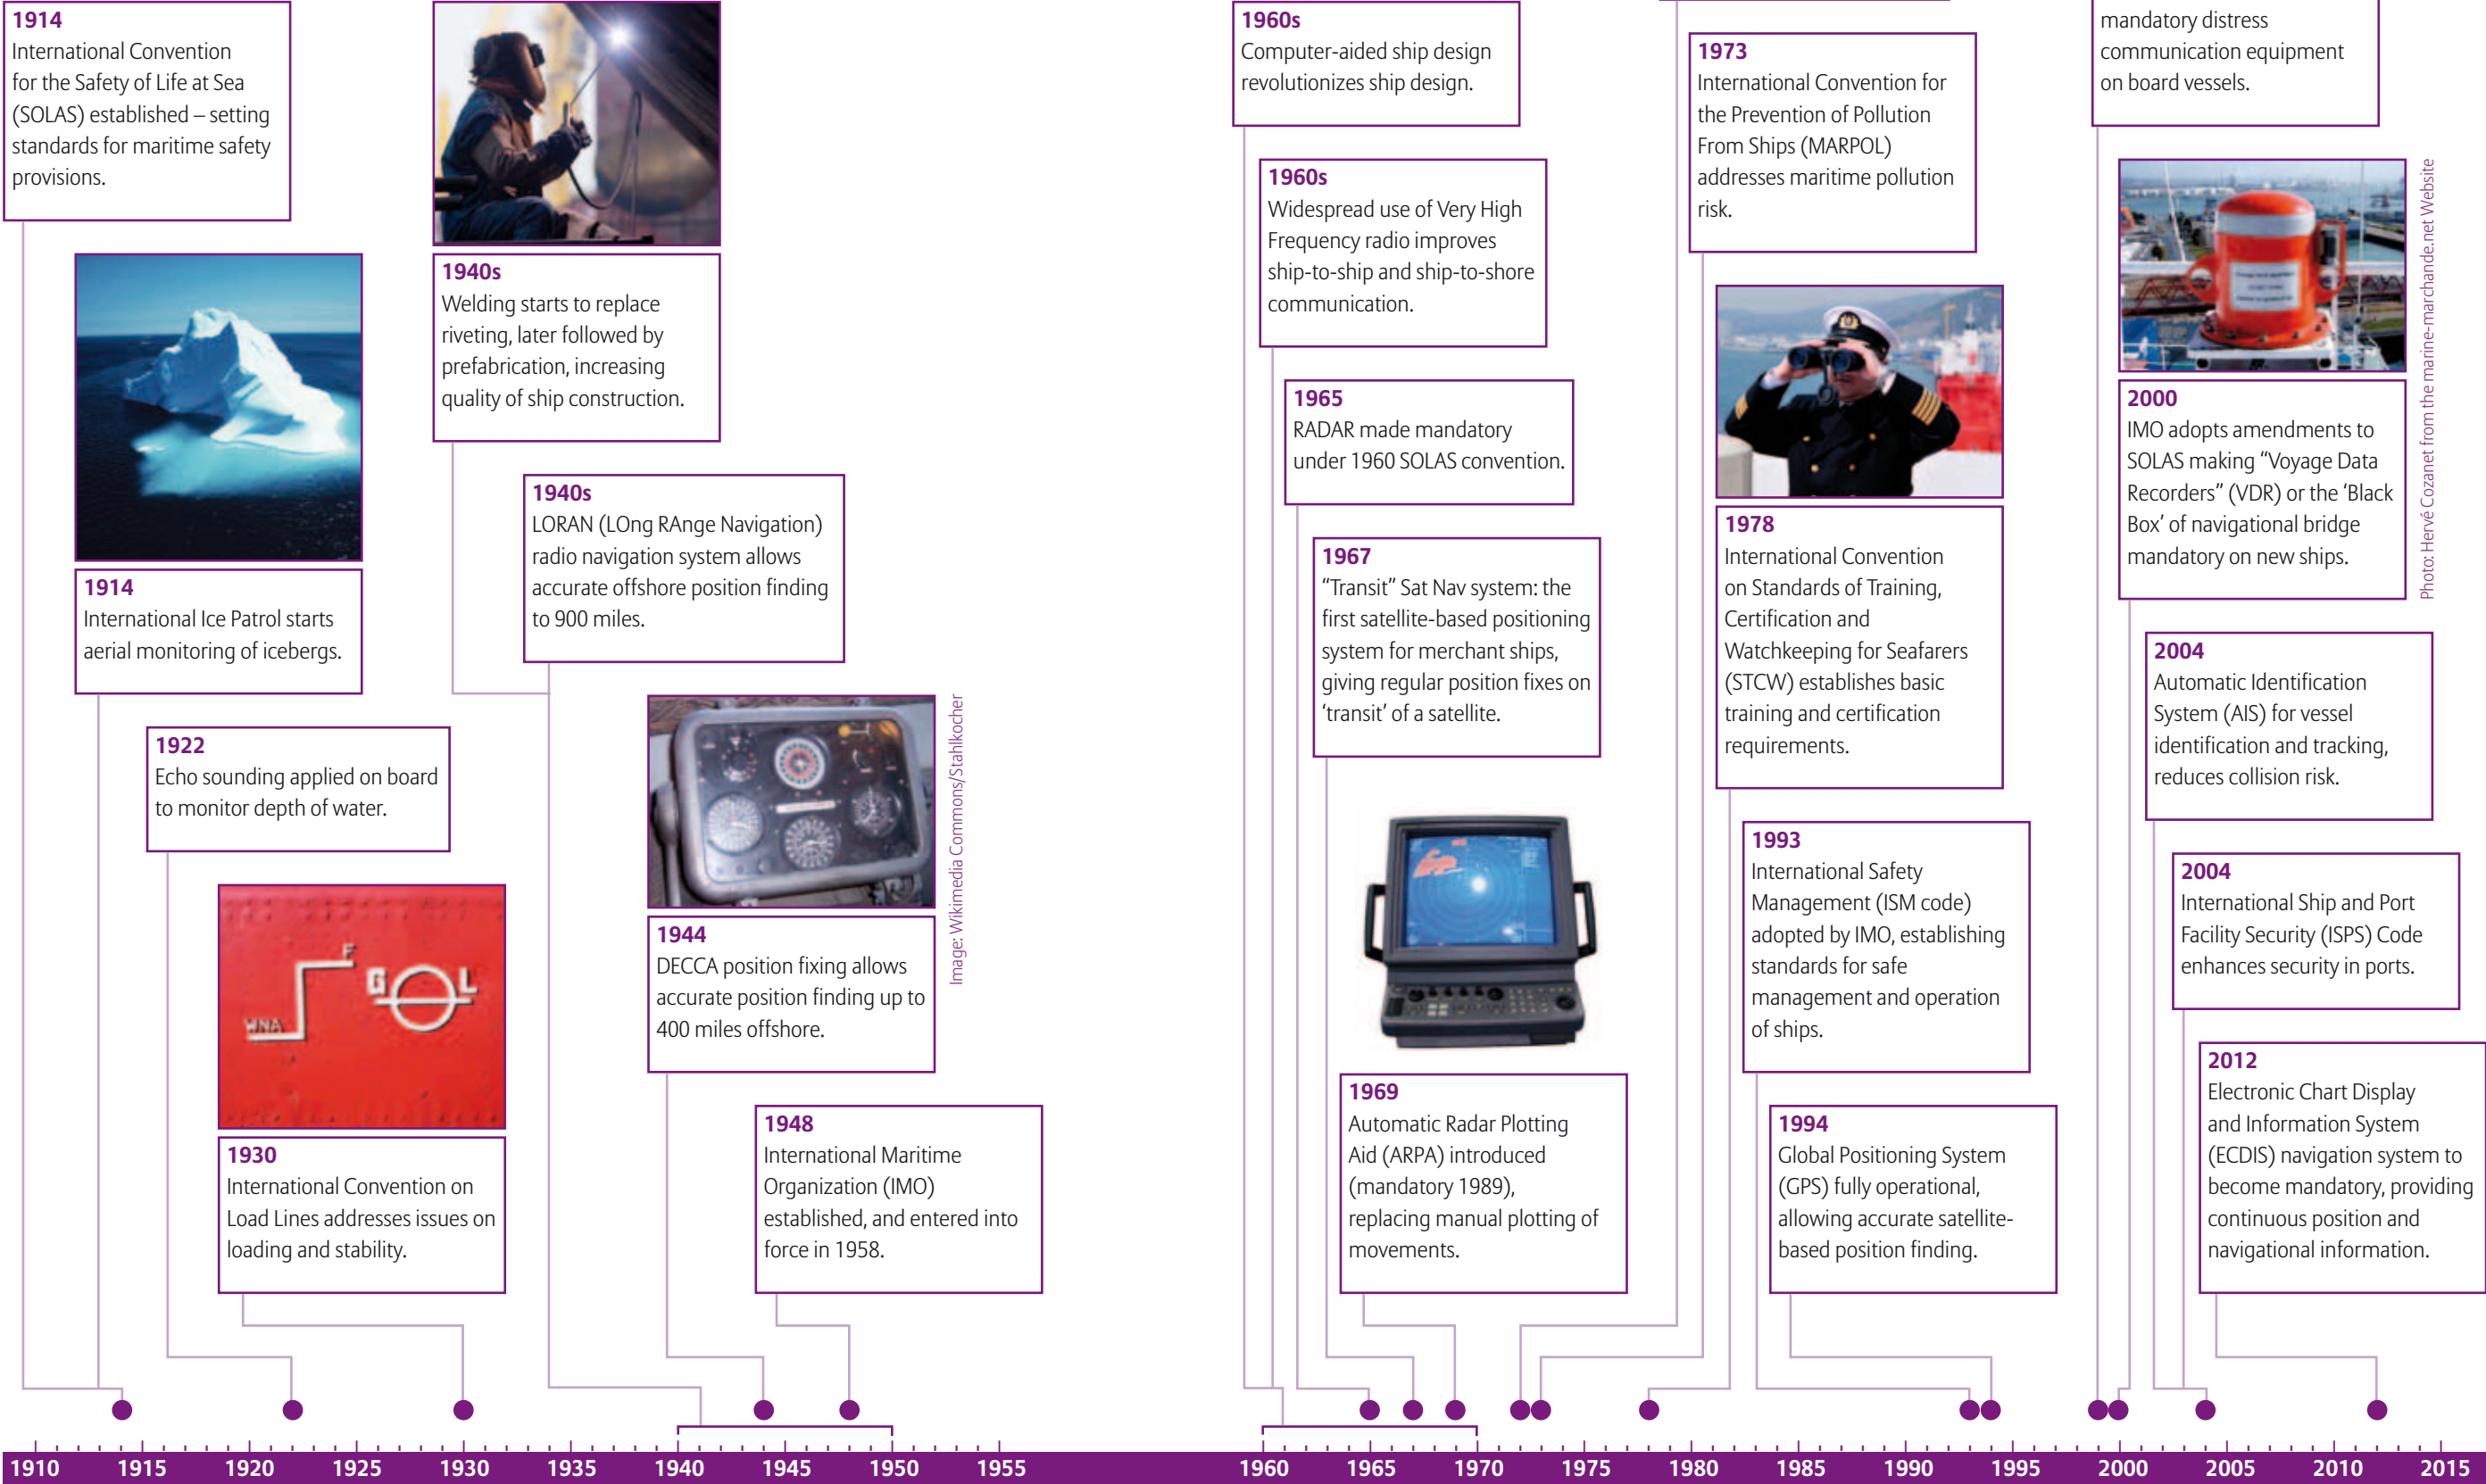 1914
International Convention
for the Safety of Life at Sea
(SOLAS) established – setting
standards for maritime safety
provisions.
1914
International Ice Patrol starts
aerial monitoring of icebergs.
1922
Echo sounding applied on board
to monitor depth of water.
WNA
F
G L
1930
International Convention on
Load Lines addresses issues on
loading and stability.
1940s
Welding starts to replace
riveting, later followed by
prefabrication, increasing
quality of ship construction.
1940s
LORAN (LOng RAnge Navigation)
radio navigation system allows
accurate offshore position finding
to 900 miles.
Image: Wikimedia Commons/Stahlkocher
1944
DECCA position fixing allows
accurate position finding up to
400 miles offshore.
1948
International Maritime
Organization (IMO)
established, and entered into
force in 1958.
1960s
Computer-aided ship design
revolutionizes ship design.
1960s
Widespread use of Very High
Frequency radio improves
ship-to-ship and ship-to-shore
communication.
1965
RADAR made mandatory
under 1960 SOLAS convention.
1967
“Transit” Sat Nav system: the
first satellite-based positioning
system for merchant ships,
giving regular position fixes on
‘transit’ of a satellite.
1969
Automatic Radar Plotting
Aid (ARPA) introduced
(mandatory 1989),
replacing manual plotting of
movements.
1973
International Convention for
the Prevention of Pollution
From Ships (MARPOL)
addresses maritime pollution
risk.
1978
International Convention
on Standards of Training,
Certification and
Watchkeeping for Seafarers
(STCW) establishes basic
training and certification
requirements.
1993
International Safety
Management (ISM code)
adopted by IMO, establishing
standards for safe
management and operation
of ships.
1994
Global Positioning System
(GPS) fully operational,
allowing accurate satellite-
based position finding.
mandatory distress
communication equipment
on board vessels.
Photo: Hervé Cozanet from the marine-marchande.net Website
2000
IMO adopts amendments to
SOLAS making “Voyage Data
Recorders” (VDR) or the ‘Black
Box’ of navigational bridge
mandatory on new ships.
2004
Automatic Identification
System (AIS) for vessel
identification and tracking,
reduces collision risk.
2004
International Ship and Port
Facility Security (ISPS) Code
enhances security in ports.
2012
Electronic Chart Display
and Information System
(ECDIS) navigation system to
become mandatory, providing
continuous position and
navigational information.
1910 1915 1920 1925 1930 1935 1940 1945 1950 1955 1960 1965 1970 1975 1980 1985 1990 1995 2000 2005 2010 2015